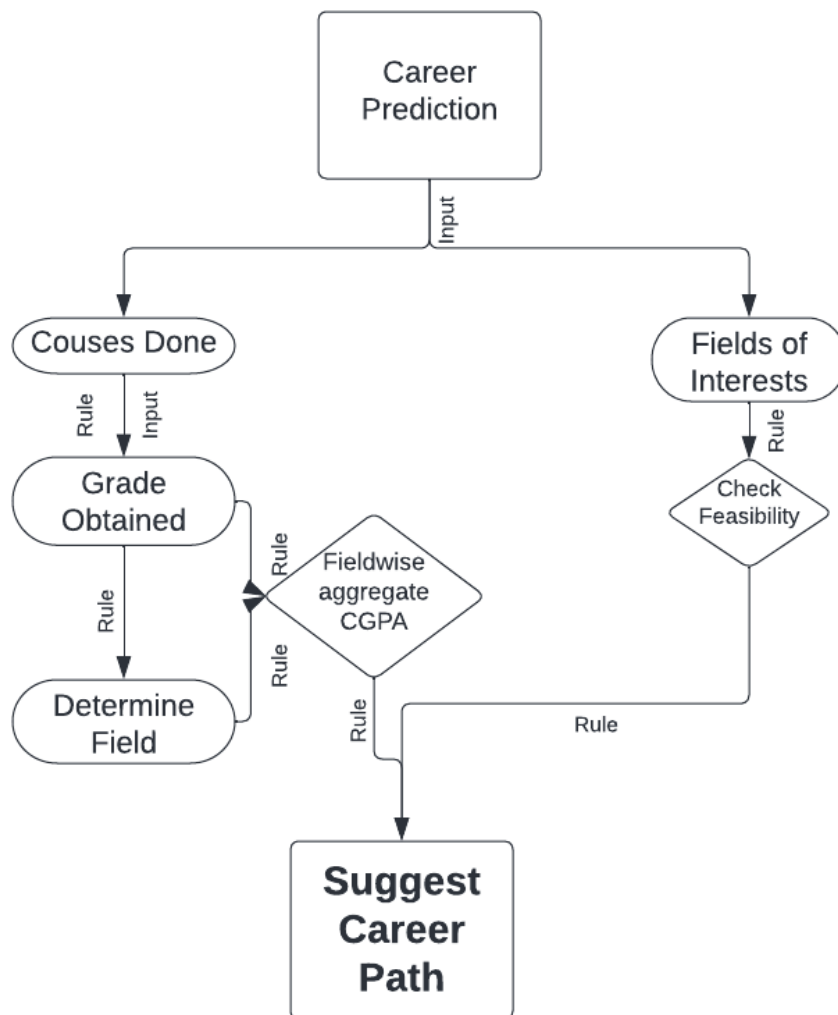 Career
Prediction
Input
Couses Done
Fields of
Interests
Rule
Input
Rule
Grade
Obtained
Check
Feasibility
Rule
Fieldwise
aggregate
CGPA
Rule
Rule
Determine
Field
Rule
Rule
Suggest
Career
Path